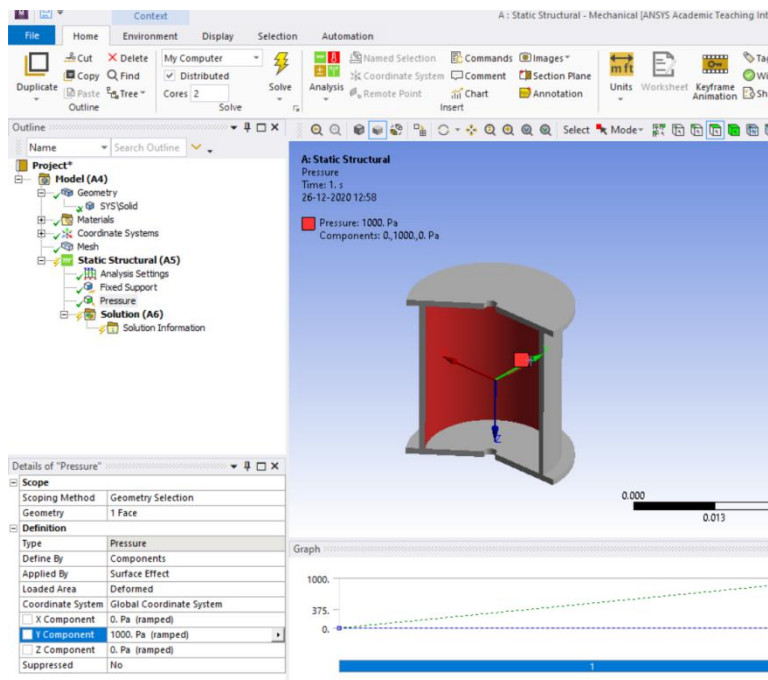 Context
A : Static Structural - Mechanical [ANSYS Academic Teaching Int
File Home Environment Display Selection Automation
Duplicate
Cut
Copy
Paste
Delete
Find
Tree
Outline
My Computer
Distributed
Cores 2
Solve
Solve
Analysis
Named Selection
Coordinate System
Remote Point
Commands
Comment
Chart
Images
Section Plane
Annotation
Insert
mft
Units
Worksheet
Keyframe
Animation
Tag
Wi
Sh
Outline
Name Search Outline
Select Mode
Project*
Model (A4)
Geometry
SYS\Solid
Materials
Coordinate Systems
Mesh
Static Structural (A5)
Analysis Settings
Fixed Support
Pressure
Solution (A6)
Solution Information
A: Static Structural
Pressure
Time: 1. s
26-12-2020 12:58
Pressure: 1000. Pa
Components: 0.,1000.,0. Pa
Z
0.000
0.013
Details of "Pressure"
Scope
Scoping Method Geometry Selection
Geometry 1 Face
Definition
Type Pressure
Define By Components
Applied By Surface Effect
Loaded Area Deformed
Coordinate System Global Coordinate System
X Component 0. Pa (ramped)
Y Component 1000. Pa (ramped)
Z Component 0. Pa (ramped)
Suppressed No
Graph
1000.
375.
0.
1